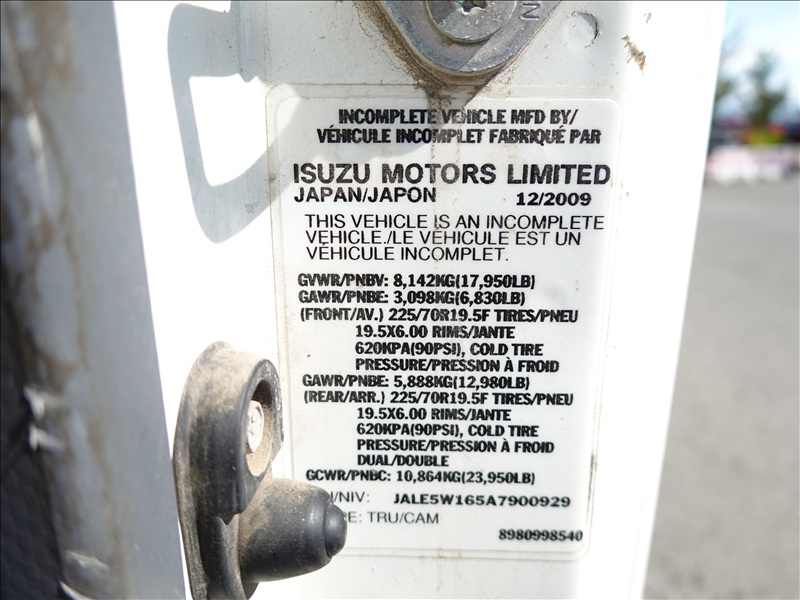 N
INCOMPLETE VEHICLE MFD BY/
VÉHICULE INCOMPLET FABRIQUÉ PAR
ISUZU MOTORS LIMITED
JAPAN/JAPON 12/2009
THIS VEHICLE IS AN INCOMPLETE
VEHICLE./LE VÉHICULE EST UN
VÉHICULE INCOMPLET.
GVWR/PNBV: 8,142KG(17,950LB)
GAWR/PNBE: 3,098KG(6,830LB)
(FRONT/AV.) 225/70R19.5F TIRES/PNEU
19.5X6.00 RIMS/JANTE
620KPA(90PSI), COLD TIRE
PRESSURE/PRESSION À FROID
GAWR/PNBE: 5,888KG(12,980LB)
(REAR/ARR.) 225/70R19.5F TIRES/PNEU
19.5X6.00 RIMS/JANTE
620KPA(90PSI), COLD TIRE
PRESSURE/PRESSION À FROID
DUAL/DOUBLE
GCWR/PNBC: 10,864KG(23,950LB)
/NIV: JALE5W165A7900929
E: TRU/CAM
8980998540